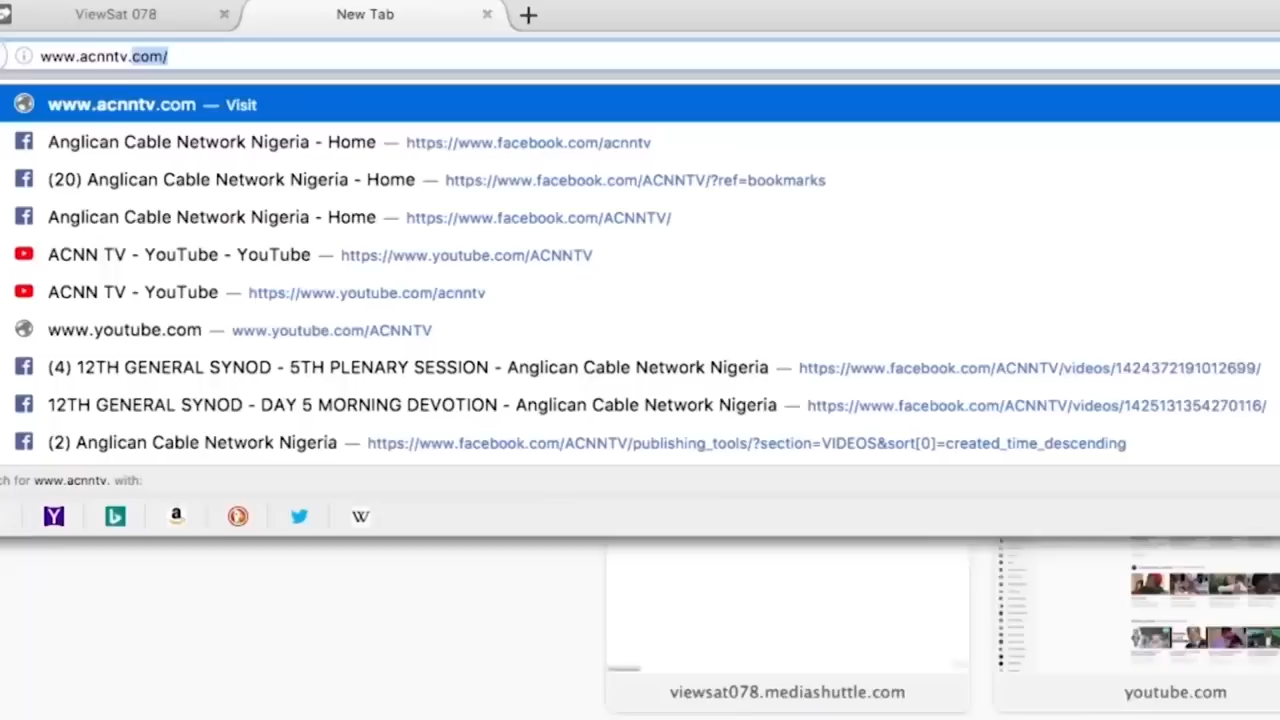 ViewSat 078
New Tab
www.acnntv.com/
www.acnntv.com — Visit
Anglican Cable Network Nigeria - Home — https://www.facebook.com/acnntv
(20) Anglican Cable Network Nigeria - Home — https://www.facebook.com/ACNNTV/?ref=bookmarks
Anglican Cable Network Nigeria - Home — https://www.facebook.com/ACNNTV/
ACNN TV - YouTube - YouTube — https://www.youtube.com/ACNNTV
ACNN TV - YouTube — https://www.youtube.com/acnntv
www.youtube.com — www.youtube.com/ACNNTV
(4) 12TH GENERAL SYNOD - 5TH PLENARY SESSION - Anglican Cable Network Nigeria — https://www.facebook.com/ACNNTV/videos/1424372191012699/
12TH GENERAL SYNOD - DAY 5 MORNING DEVOTION - Anglican Cable Network Nigeria — https://www.facebook.com/ACNNTV/videos/1425131354270116/
(2) Anglican Cable Network Nigeria — https://www.facebook.com/ACNNTV/publishing_tools/?section=VIDEOS&sort[0]=created_time_descending
ch for www.acnntv. with:
viewsat078.mediashuttle.com
youtube.com